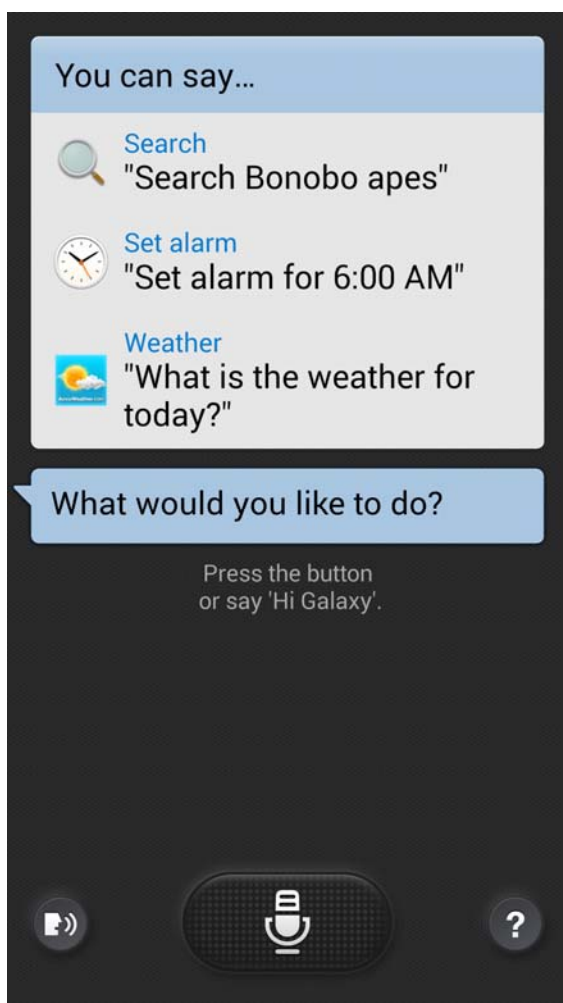 You can say...
Search
"Search Bonobo apes"
Set alarm
"Set alarm for 6:00 AM"
Weather
"What is the weather for
today?"
What would you like to do?
Press the button
or say 'Hi Galaxy'.
?